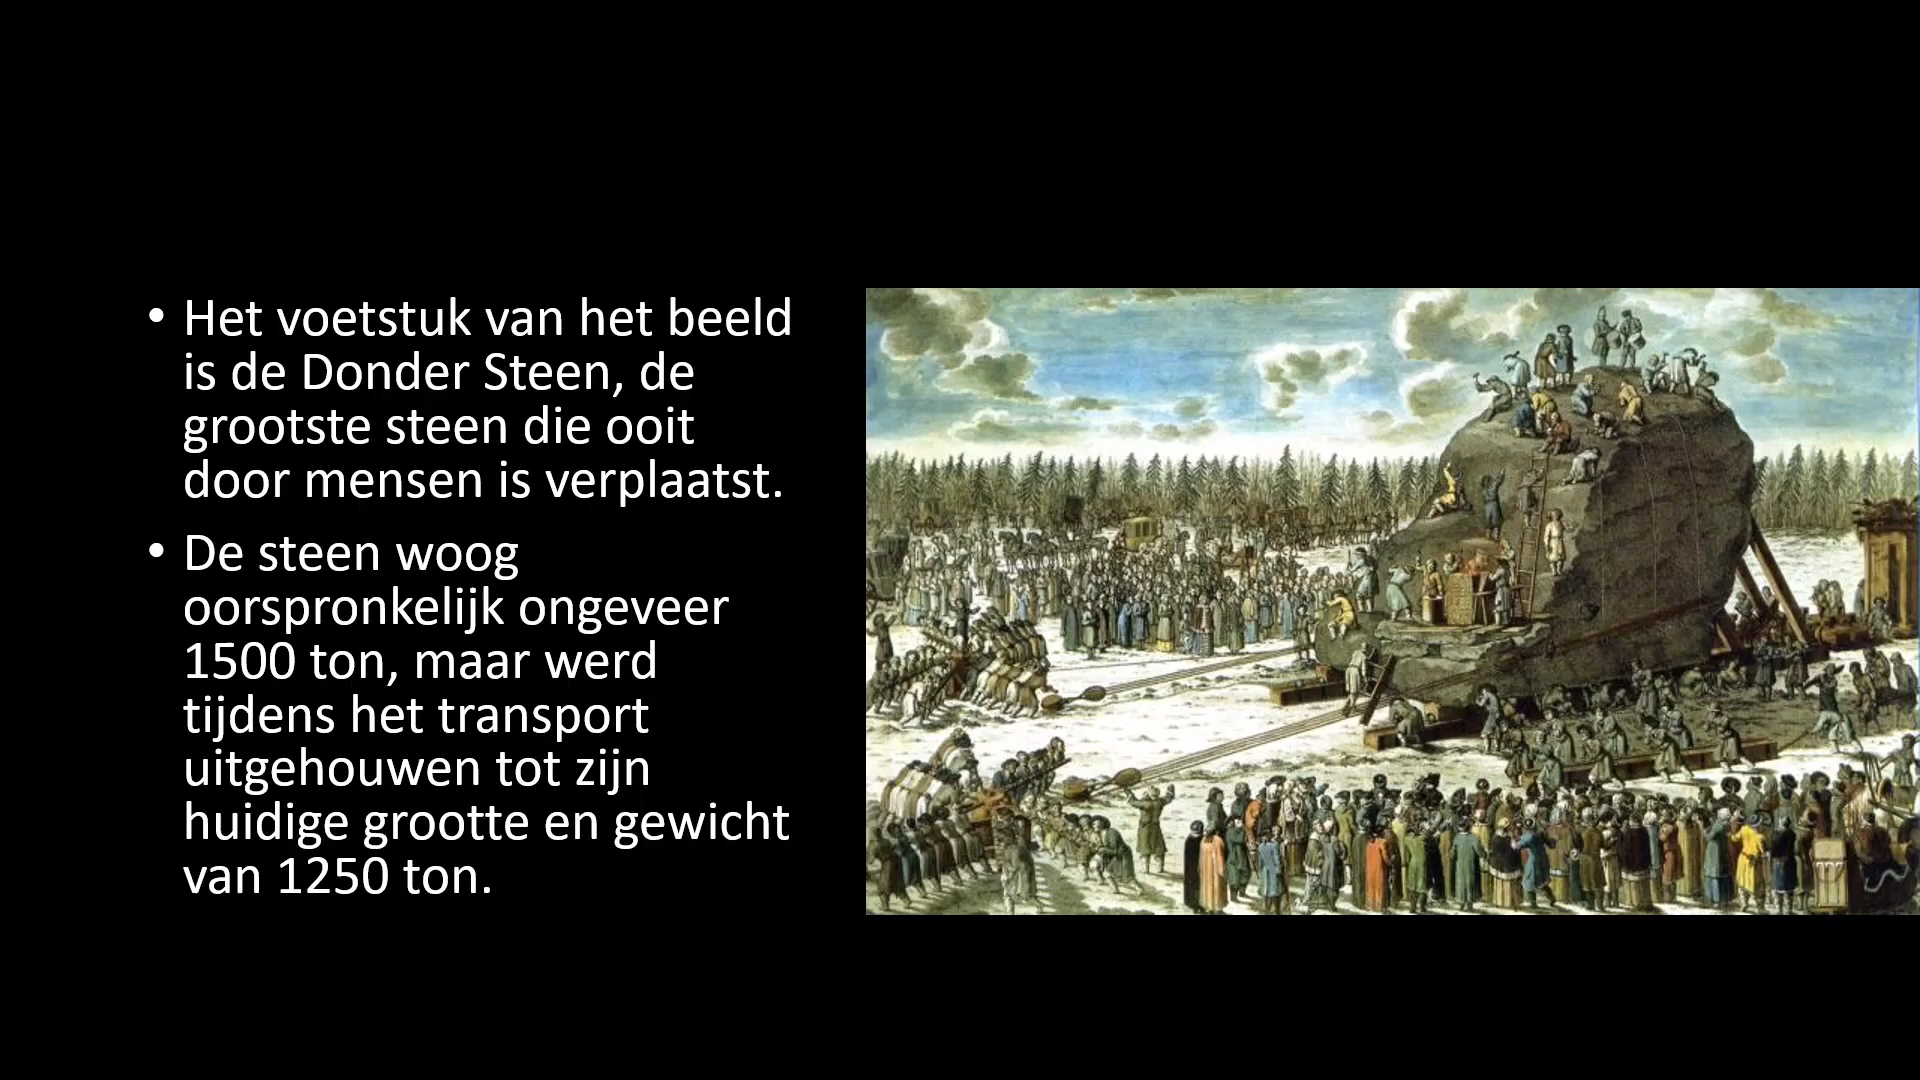 • Het voetstuk van het beeld
is de Donder Steen, de
grootste steen die ooit
door mensen is verplaatst.
• De steen woog
oorspronkelijk ongeveer
1500 ton, maar werd
tijdens het transport
uitgehouwen tot zijn
huidige grootte en gewicht
van 1250 ton.